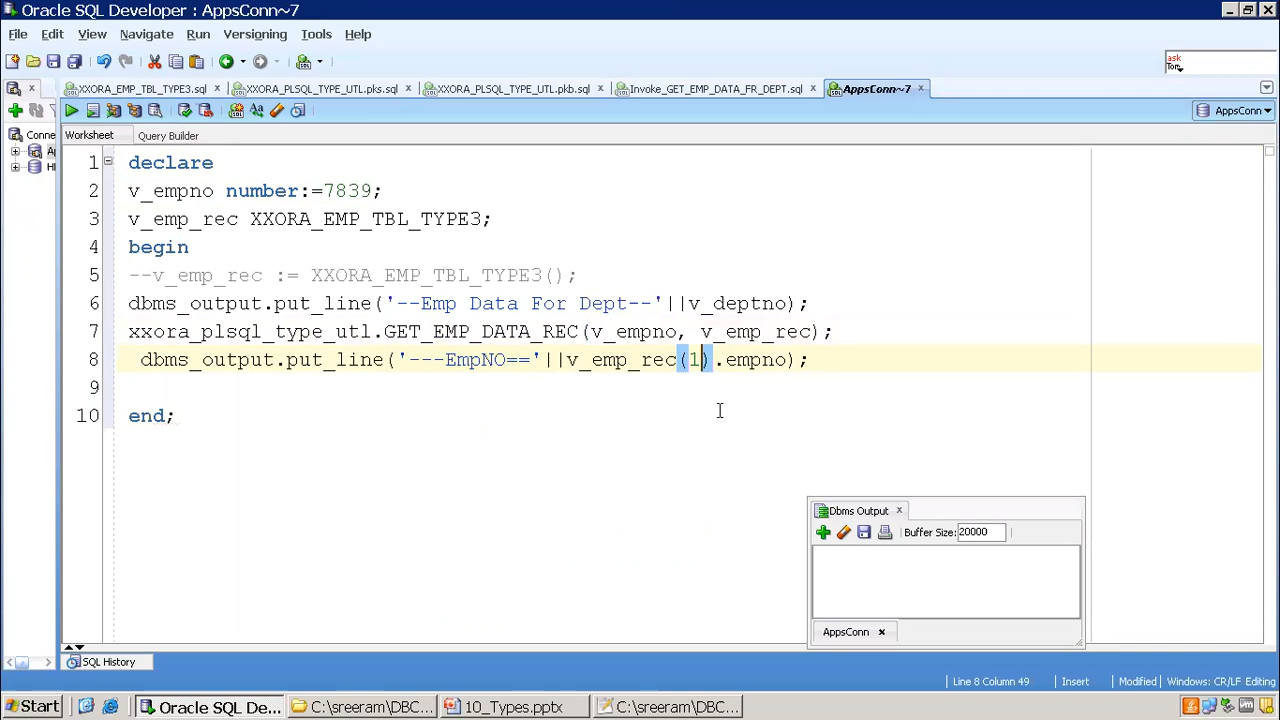 Oracle SQL Developer : AppsConn~7
File Edit View Navigate Run Versioning Tools Help
ask
Tom
XXORA_EMP_TBL_TYPE3.sql XXORA_PLSQL_TYPE_UTL.pks.sql XXORA_PLSQL_TYPE_UTL.pkg.sql Invoke_GET_EMP_DATA_FR_DEPT.sql AppsConn~7
AppsConn
Conne
Worksheet Query Builder
1 declare
2 v_empno number:=7839;
3 v_emp_rec XXORA_EMP_TBL_TYPE3;
4 begin
5 --v_emp_rec := XXORA_EMP_TBL_TYPE3();
6 dbms_output.put_line('--Emp Data For Dept--'||v_deptno);
7 xxora_plsql_type_utl.GET_EMP_DATA_REC(v_empno, v_emp_rec);
8 dbms_output.put_line('---EmpNO=='||v_emp_rec(1).empno);
9
10 end;
Dbms Output
Buffer Size: 20000
AppsConn
SQL History
Line 8 Column 49 Insert Modified Windows: CR/LF Editing
Start Oracle SQL De... C:\sreeram\DBC... 10_Types.pptx C:\sreeram\DBC...